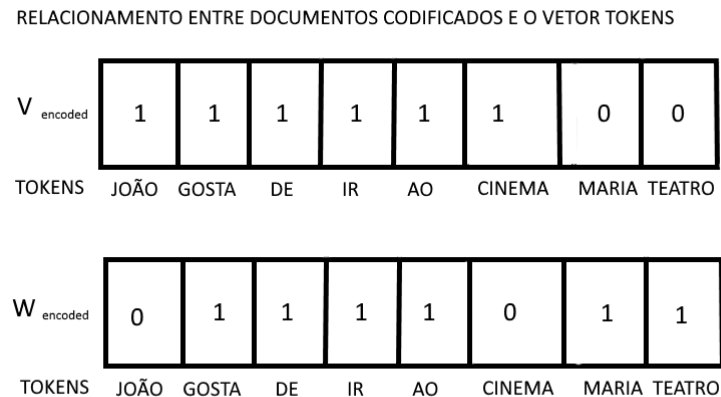 RELACIONAMENTO ENTRE DOCUMENTOS CODIFICADOS E O VETOR TOKENS
V encoded 1 1 1 1 1 1 0 0
TOKENS JOÃO GOSTA DE IR AO CINEMA MARIA TEATRO
W encoded 0 1 1 1 1 0 1 1
TOKENS JOÃO GOSTA DE IR AO CINEMA MARIA TEATRO